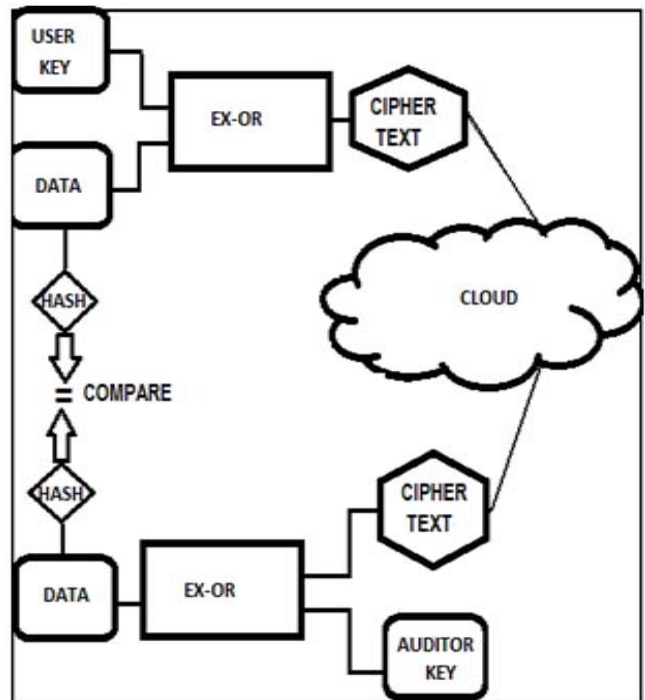 USER
KEY
EX-OR
CIPHER
TEXT
DATA
HASH
CLOUD
= COMPARE
HASH
CIPHER
TEXT
DATA
EX-OR
AUDITOR
KEY